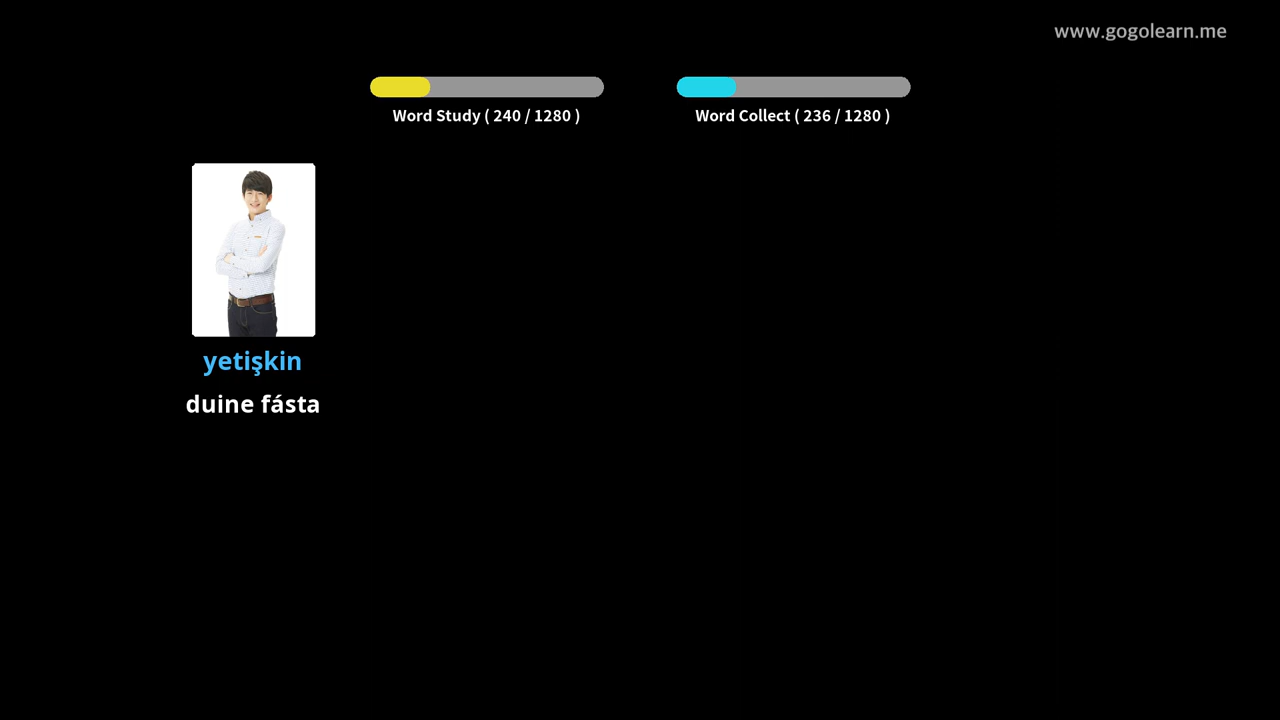 www.gogolearn.me
Word Study ( 240 / 1280 )
Word Collect ( 236 / 1280 )
yetişkin
duine fásta